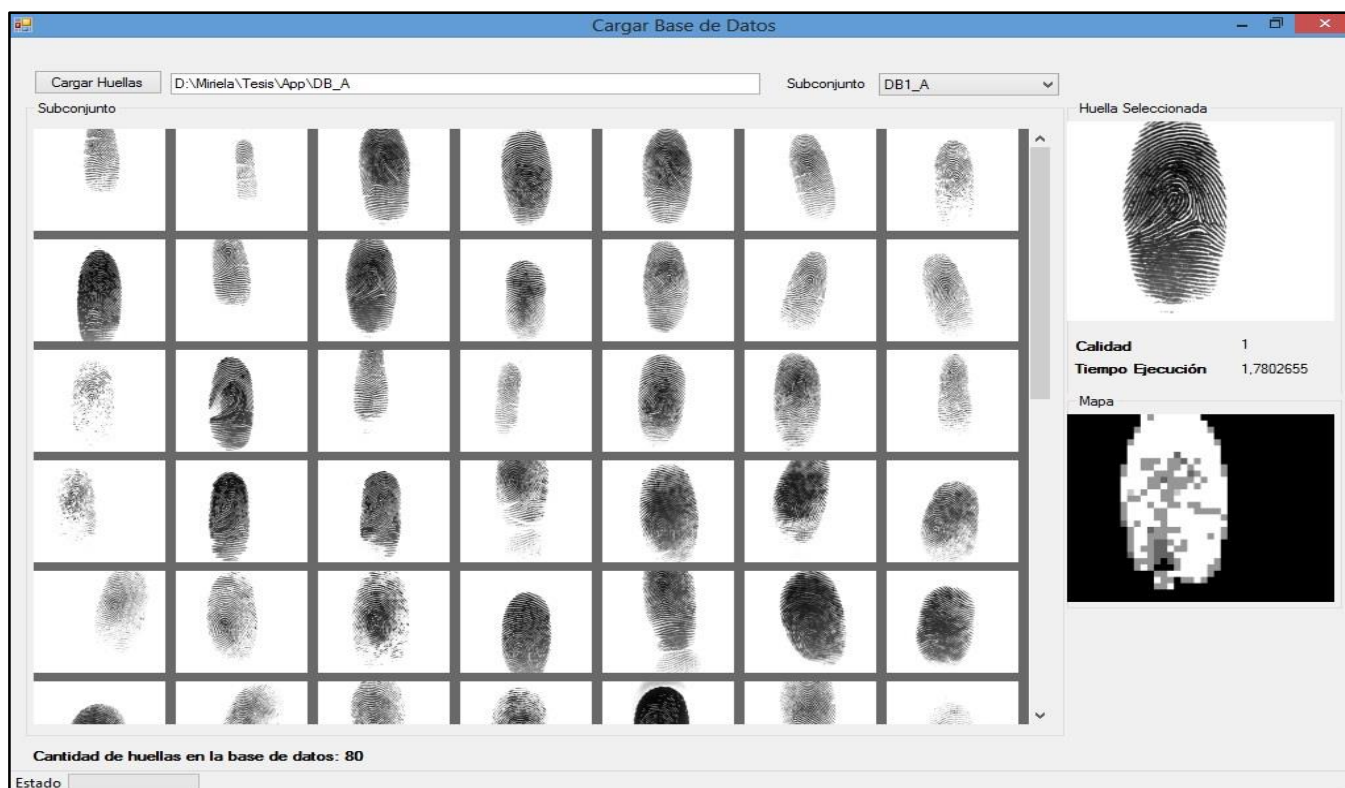 Cargar Base de Datos
Cargar Huellas D:\Miriela\Tesis\App\DB_A Subconjunto DB1_A
Subconjunto
Huella Seleccionada
Calidad 1
Tiempo Ejecución 1,7802655
Mapa
Cantidad de huellas en la base de datos: 80
Estado